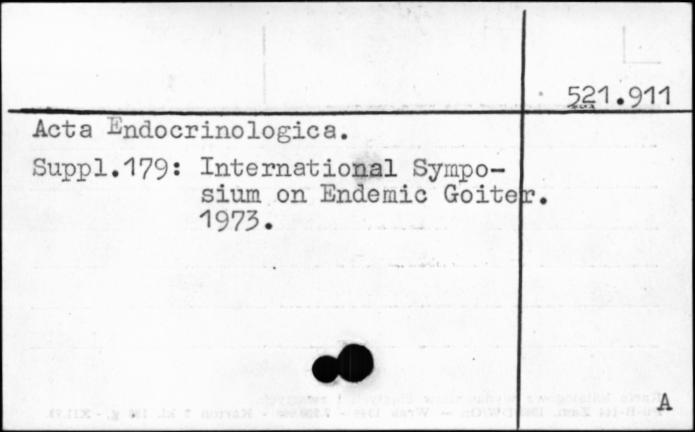 521.911
Acta Endocrinologica.
Suppl.179: International Sympo-
sium on Endemic Goiter.
1973.
A